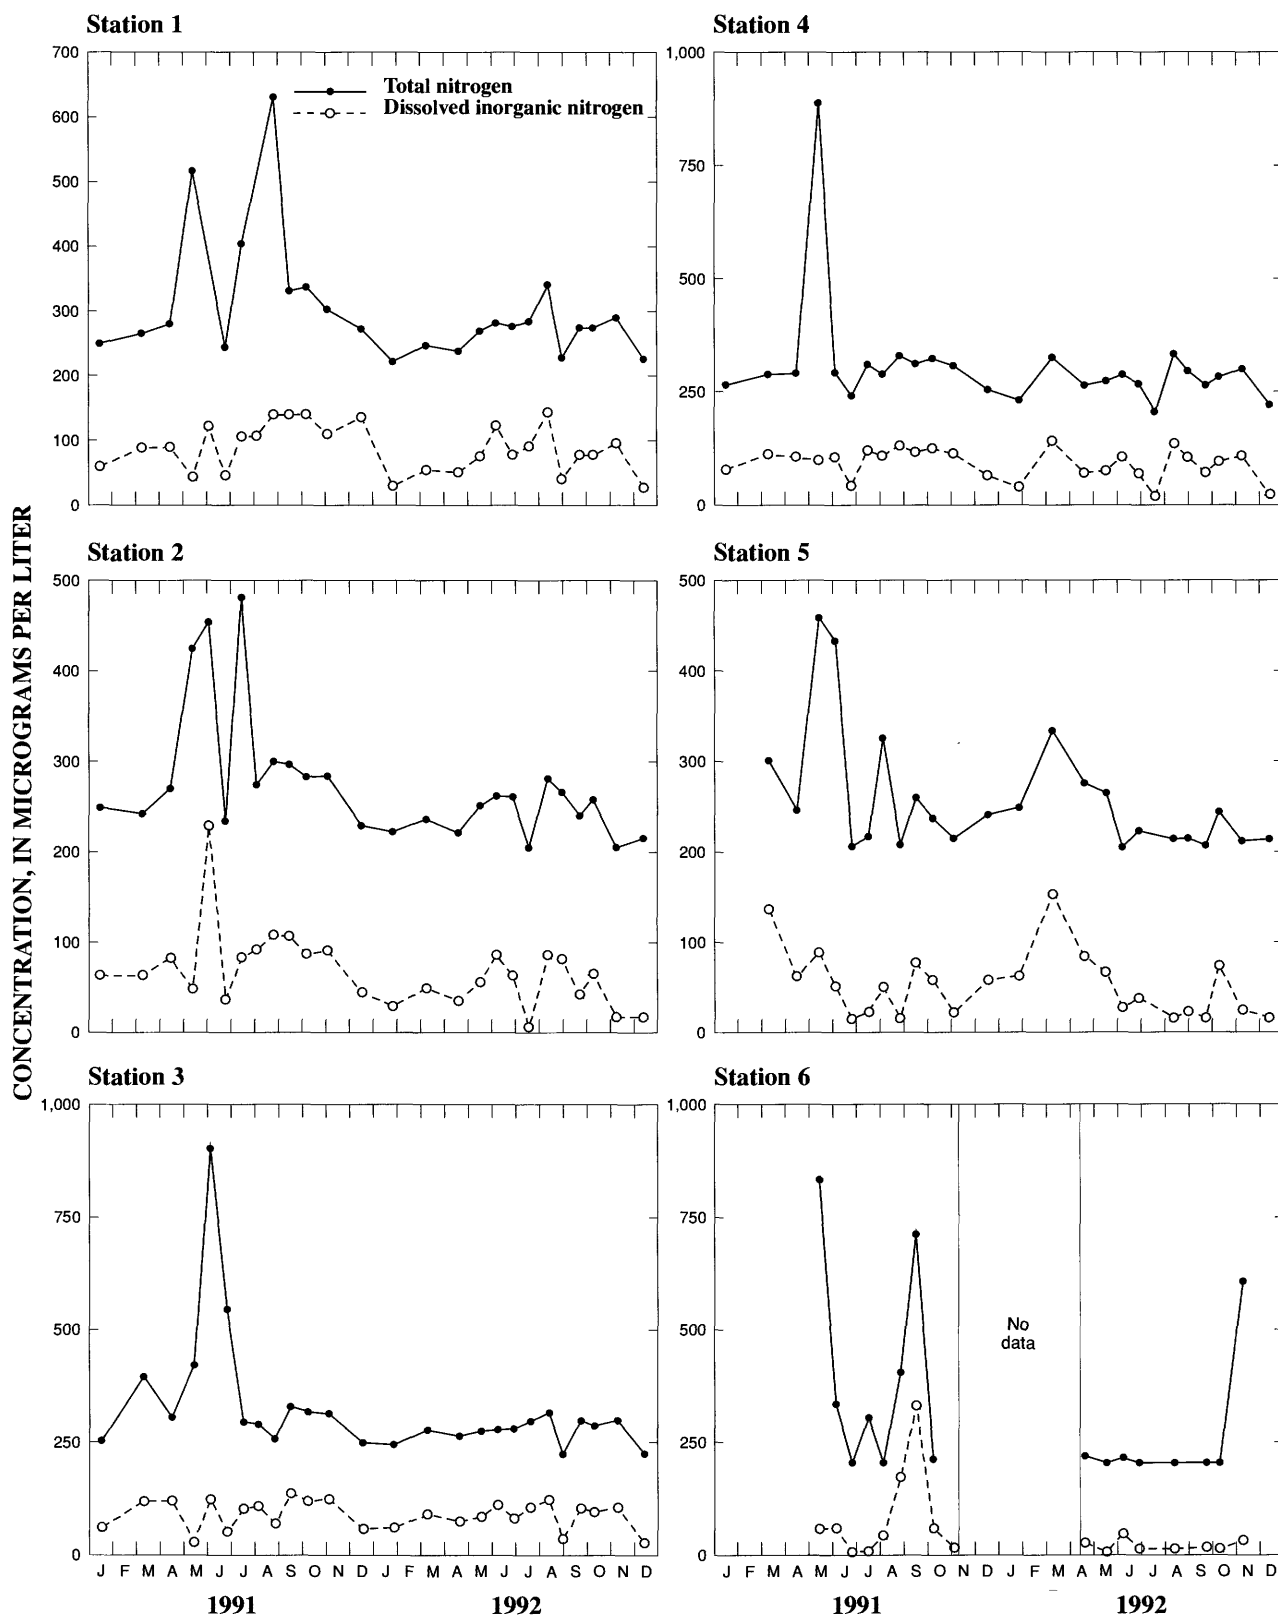 Station 1
700
600
500
400
300
200
100
0
Total nitrogen
Dissolved inorganic nitrogen
Station 4
1,000
750
500
250
0
CONCENTRATION, IN MICROGRAMS PER LITER
Station 2
500
400
300
200
100
0
Station 5
500
400
300
200
100
0
Station 3
1,000
750
500
250
0
J F M A M J J A S O N D J F M A M J J A S O N D
1991 1992
Station 6
1,000
750
500
250
0
No
data
J F M A M J J A S O N D J F M A M J J A S O N D
1991 1992